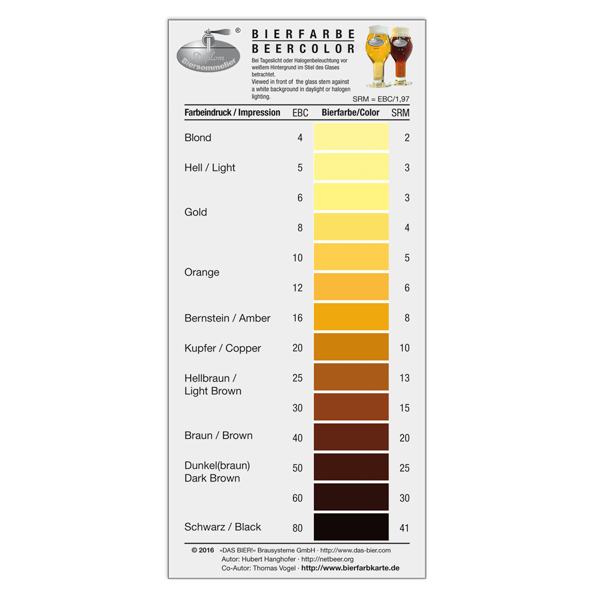 ®
Diplom
Biersommelier
BIERFARBE
BEERCOLOR
Bei Tageslicht oder Halogenbeleuchtung vor
weißem Hintergrund im Stiel des Glases
betrachtet.
Viewed in front of the glass stem against
a white background in daylight or halogen
lighting.
SRM = EBC/1,97
Farbeindruck / Impression EBC Bierfarbe/Color SRM
Blond 4 2
Hell / Light 5 3
6 3
Gold
8 4
10 5
Orange
12 6
Bernstein / Amber 16 8
Kupfer / Copper 20 10
Hellbraun / 25 13
Light Brown
30 15
Braun / Brown 40 20
Dunkel(braun) 50 25
Dark Brown
60 30
Schwarz / Black 80 41
© 2016 «DAS BIER!» Brausysteme GmbH · http://www.das-bier.com
Autor: Hubert Hanghofer · http://netbeer.org
Co-Autor: Thomas Vogel · http://www.bierfarbkarte.de